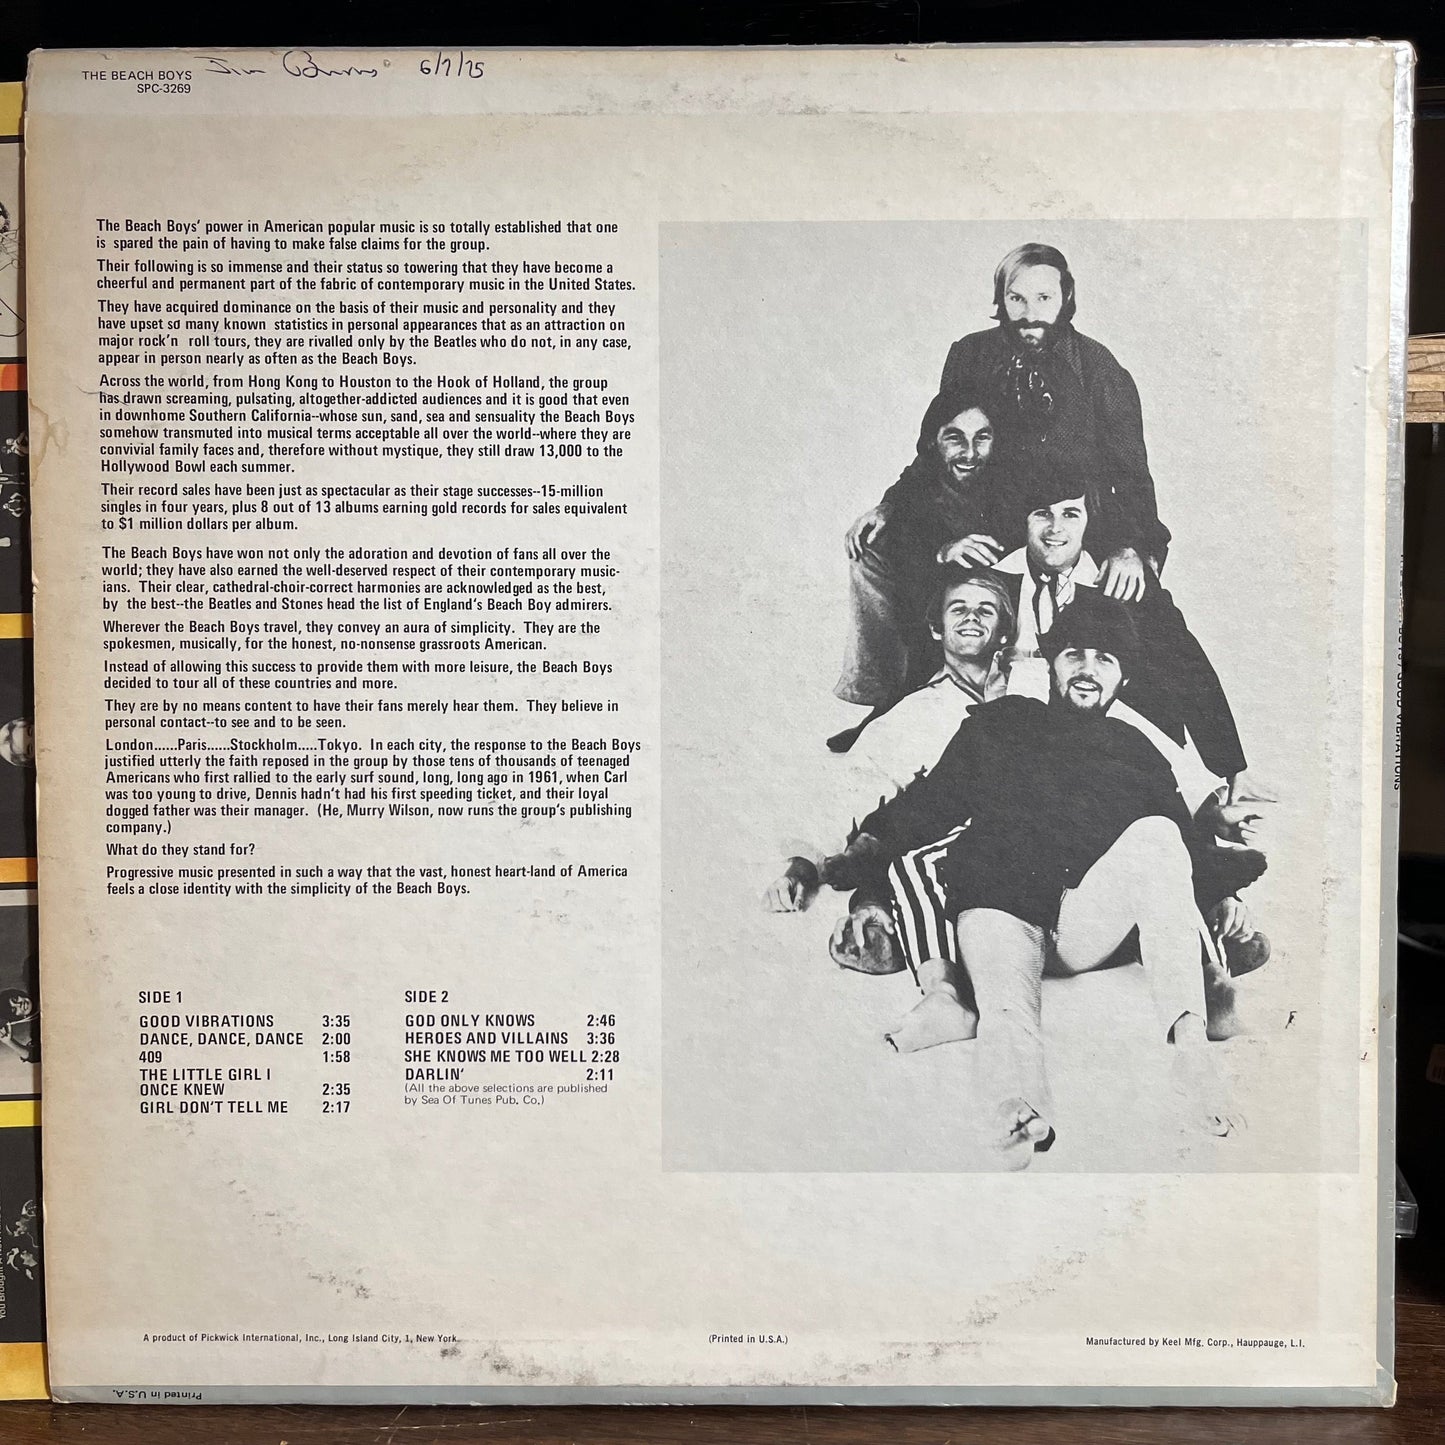 THE BEACH BOYS
SPC-3269
6/7/75
The Beach Boys' power in American popular music is so totally established that one
is spared the pain of having to make false claims for the group.
Their following is so immense and their status so towering that they have become a
cheerful and permanent part of the fabric of contemporary music in the United States.
They have acquired dominance on the basis of their music and personality and they
have upset so many known statistics in personal appearances that as an attraction on
major rock'n roll tours, they are rivalled only by the Beatles who do not, in any case,
appear in person nearly as often as the Beach Boys.
Across the world, from Hong Kong to Houston to the Hook of Holland, the group
has drawn screaming, pulsating, altogether-addicted audiences and it is good that even
in downhome Southern California--whose sun, sand, sea and sensuality the Beach Boys
somehow transmuted into musical terms acceptable all over the world--where they are
convivial family faces and, therefore without mystique, they still draw 13,000 to the
Hollywood Bowl each summer.
Their record sales have been just as spectacular as their stage successes--15-million
singles in four years, plus 8 out of 13 albums earning gold records for sales equivalent
to $1 million dollars per album.
The Beach Boys have won not only the adoration and devotion of fans all over the
world; they have also earned the well-deserved respect of their contemporary music-
ians. Their clear, cathedral-choir-correct harmonies are acknowledged as the best,
by the best--the Beatles and Stones head the list of England's Beach Boy admirers.
Wherever the Beach Boys travel, they convey an aura of simplicity. They are the
spokesmen, musically, for the honest, no-nonsense grassroots American.
Instead of allowing this success to provide them with more leisure, the Beach Boys
decided to tour all of these countries and more.
They are by no means content to have their fans merely hear them. They believe in
personal contact--to see and to be seen.
London......Paris......Stockholm.....Tokyo. In each city, the response to the Beach Boys
justified utterly the faith reposed in the group by those tens of thousands of teenaged
Americans who first rallied to the early surf sound, long, long ago in 1961, when Carl
was too young to drive, Dennis hadn't had his first speeding ticket, and their loyal
dogged father was their manager. (He, Murry Wilson, now runs the group's publishing
company.)
What do they stand for?
Progressive music presented in such a way that the vast, honest heart-land of America
feels a close identity with the simplicity of the Beach Boys.
SIDE 1
GOOD VIBRATIONS 3:35
DANCE, DANCE, DANCE 2:00
409 1:58
THE LITTLE GIRL I
ONCE KNEW 2:35
GIRL DON'T TELL ME 2:17
SIDE 2
GOD ONLY KNOWS 2:46
HEROES AND VILLAINS 3:36
SHE KNOWS ME TOO WELL 2:28
DARLIN' 2:11
(All the above selections are published
by Sea Of Tunes Pub. Co.)
A product of Pickwick International, Inc., Long Island City, 1, New York.
(Printed in U.S.A.)
Manufactured by Keel Mfg. Corp., Hauppauge, L.I.
Printed in U.S.A.